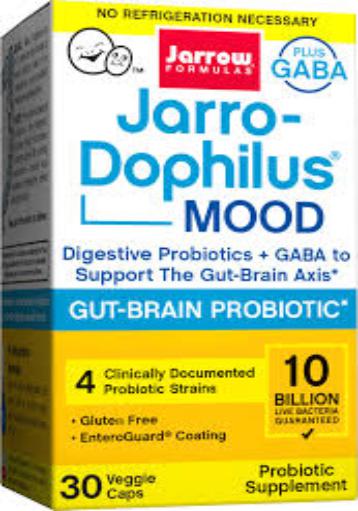 NO REFRIGERATION NECESSARY
™
Jarrow
FORMULAS®
PLUS
GABA
Jarro-
Dophilus®
MOOD
Digestive Probiotics + GABA to
Support The Gut-Brain Axis*
GUT-BRAIN PROBIOTIC*
4 Clinically Documented
Probiotic Strains
10
BILLION
LIVE BACTERIA
GUARANTEED
• Gluten Free
• EnteroGuard® Coating
30 Veggie
Caps
Probiotic
Supplement